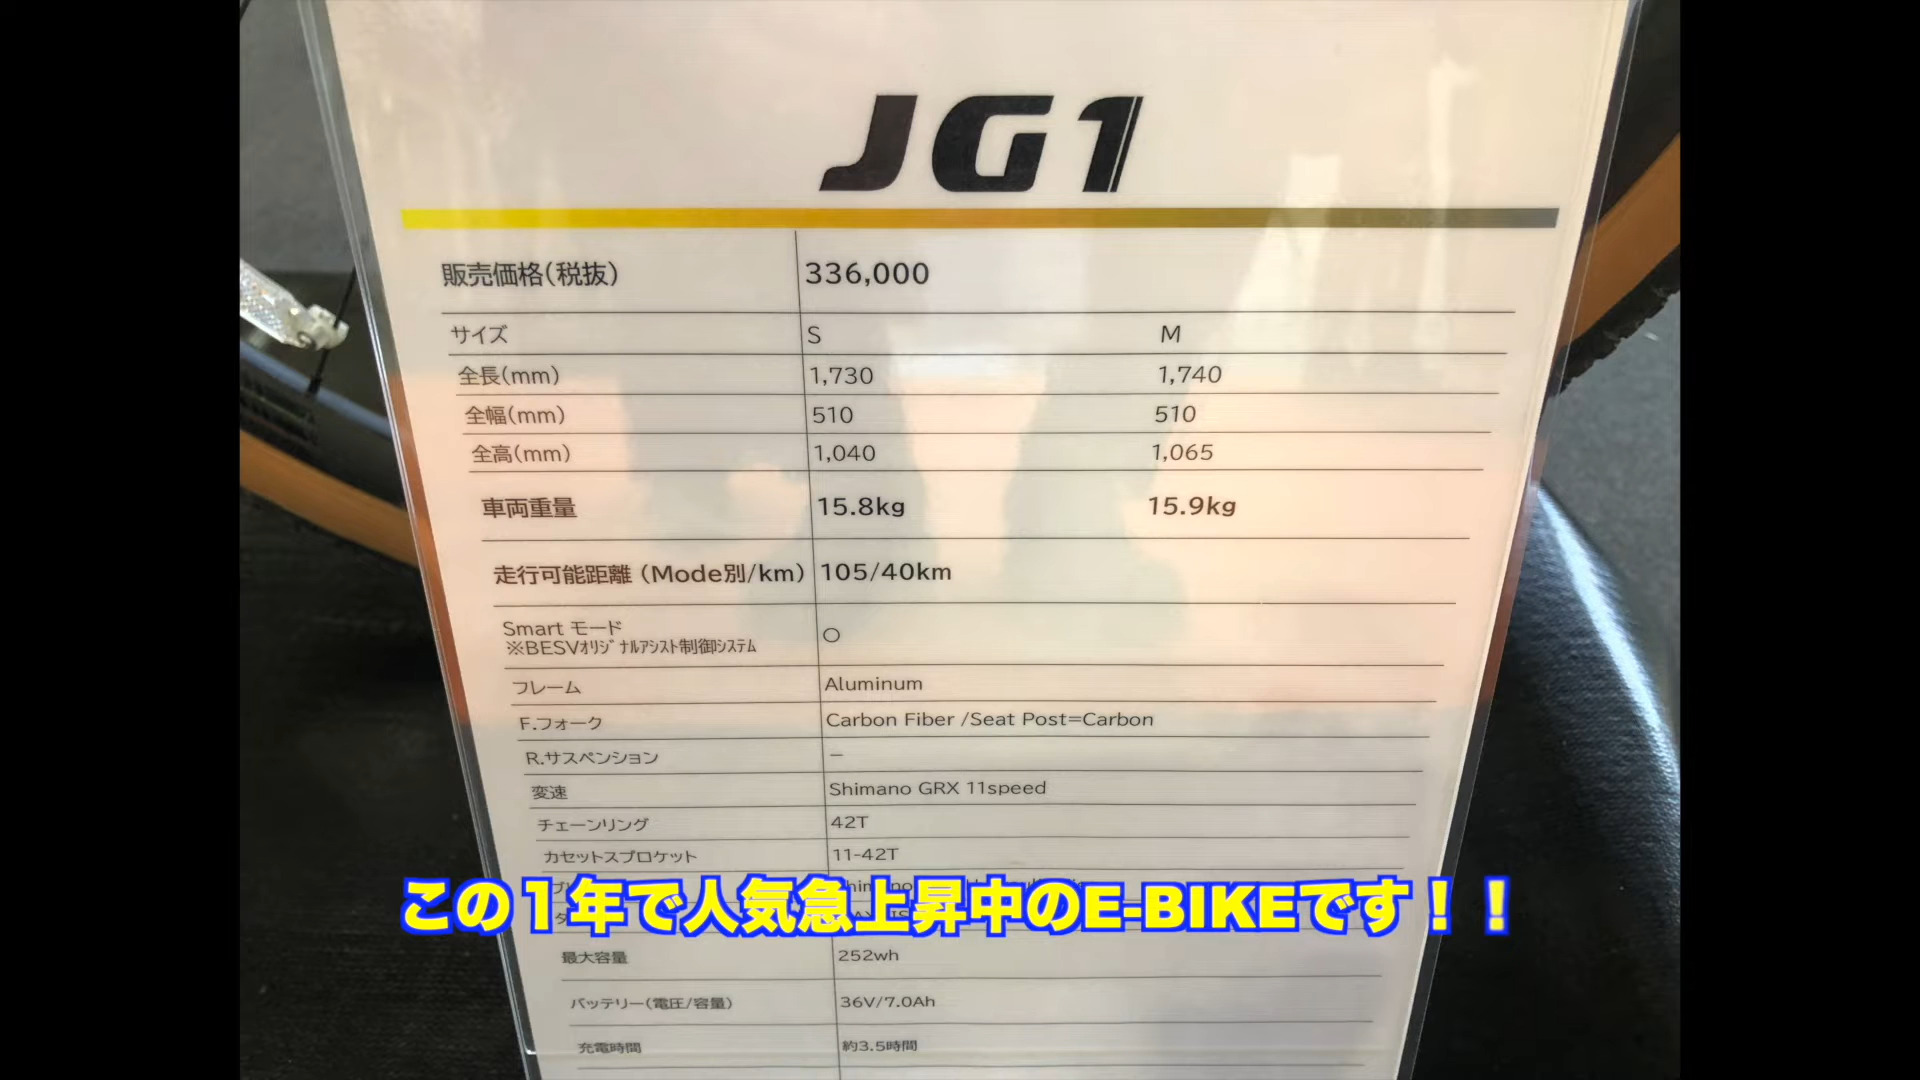 JG1
販売価格(税抜) 336,000
サイズ S M
全長(mm) 1,730 1,740
全幅(mm) 510 510
全高(mm) 1,040 1,065
車両重量 15.8kg 15.9kg
走行可能距離 (Mode別/km) 105/40km
Smart モード ○
※BESVｵﾘｼﾞﾅﾙｱｼｽﾄ制御ｼｽﾃﾑ
フレーム Aluminum
F.フォーク Carbon Fiber /Seat Post=Carbon
R.サスペンション −
変速 Shimano GRX 11speed
チェーンリング 42T
カセットスプロケット 11-42T
この1年で人気急上昇中のE-BIKEです！！
最大容量 252wh
バッテリー(電圧/容量) 36V/7.0Ah
充電時間 約3.5時間